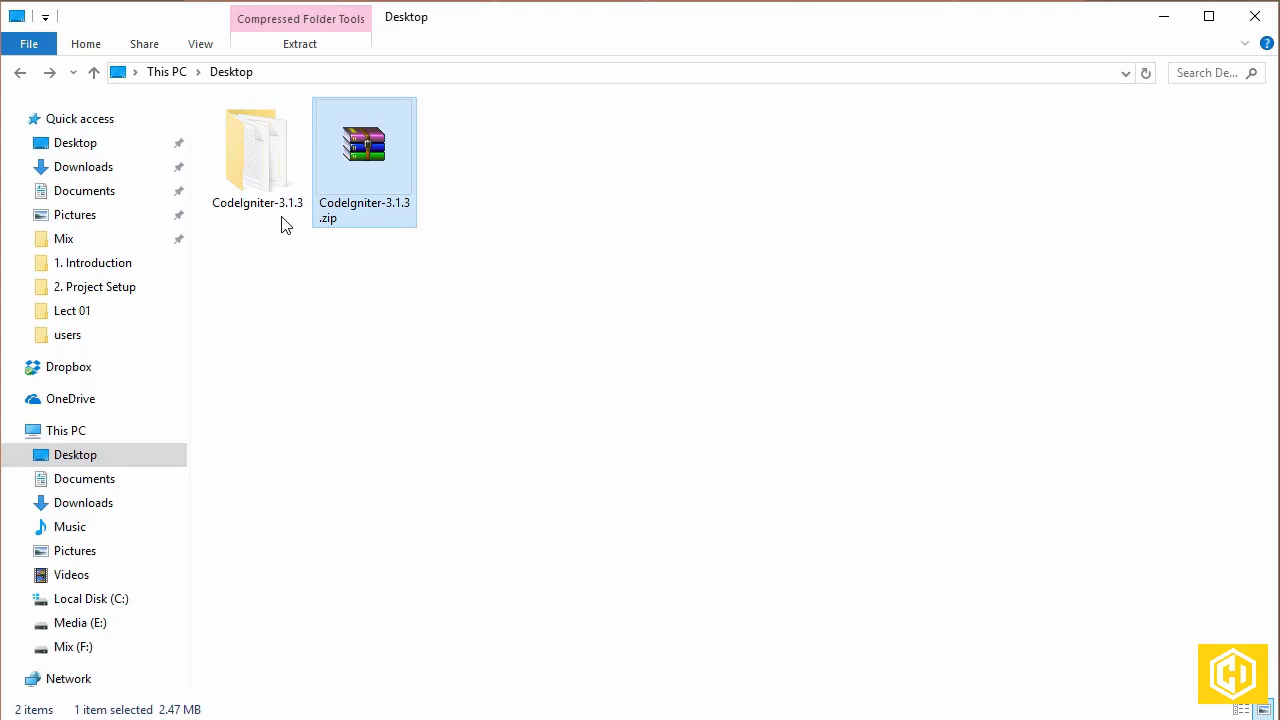 Compressed Folder Tools
Desktop
File
Home
Share
View
Extract
This PC
Desktop
Search De...
Quick access
Desktop
Downloads
Documents
Pictures
Mix
1. Introduction
2. Project Setup
Lect 01
users
Dropbox
OneDrive
This PC
Desktop
Documents
Downloads
Music
Pictures
Videos
Local Disk (C:)
Media (E:)
Mix (F:)
Network
CodeIgniter-3.1.3
CodeIgniter-3.1.3
.zip
2 items
1 item selected 2.47 MB